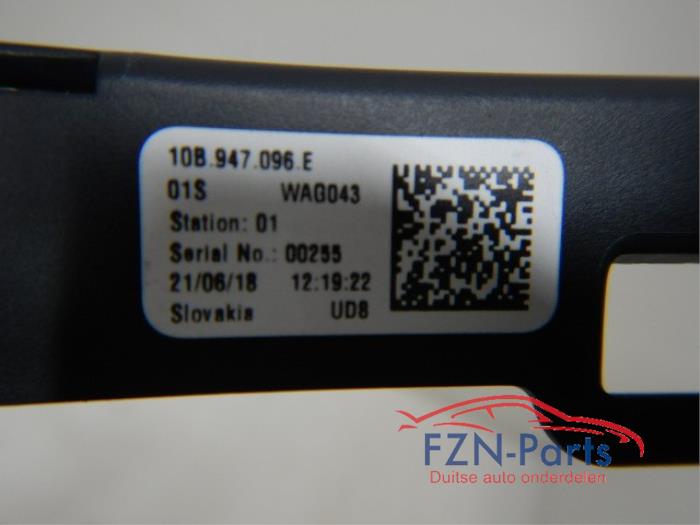 10B.947.096.E
01S WAG043
Station: 01
Serial No.: 00255
21/06/18 12:19:22
Slovakia UD8
FZN-Parts
Duitse auto onderdelen